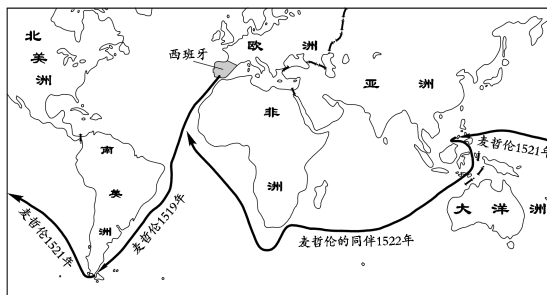 北美洲
西班牙
欧洲
亚洲
非洲
南美洲
大洋洲
麦哲伦1521年
麦哲伦1519年
麦哲伦的同伴1522年
麦哲伦1521年